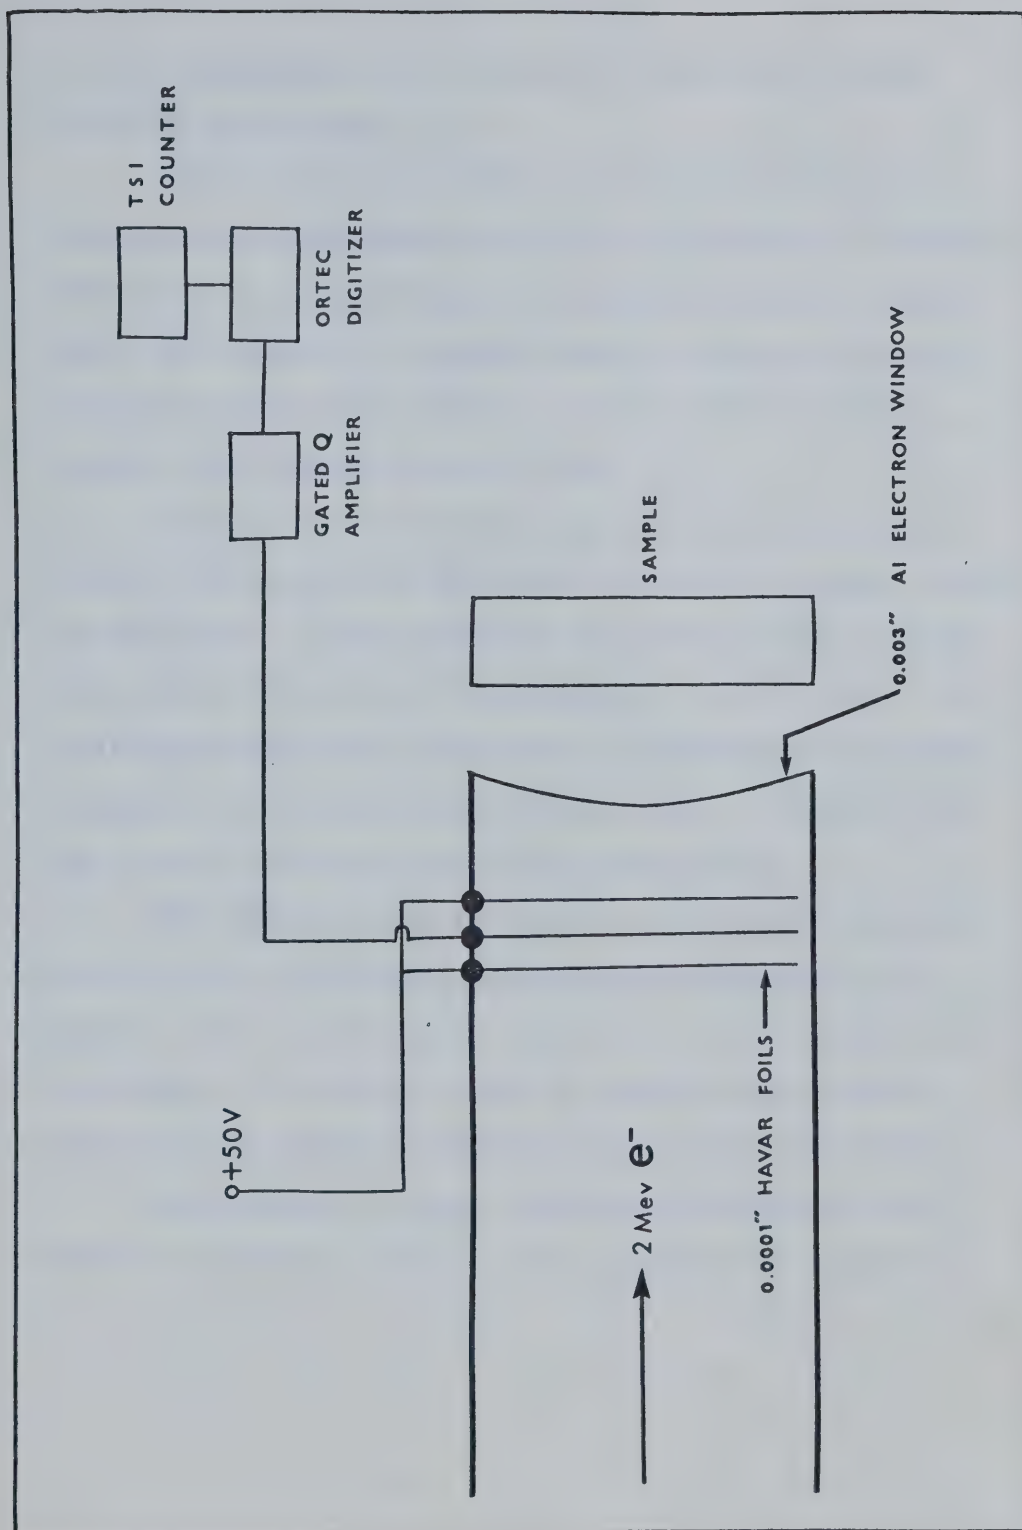 TSI
COUNTER
ORTEC
DIGITIZER
GATED Q
AMPLIFIER
SAMPLE
0.003" Al ELECTRON WINDOW
+50V
2 Mev e⁻
0.0001" HAVAR FOILS